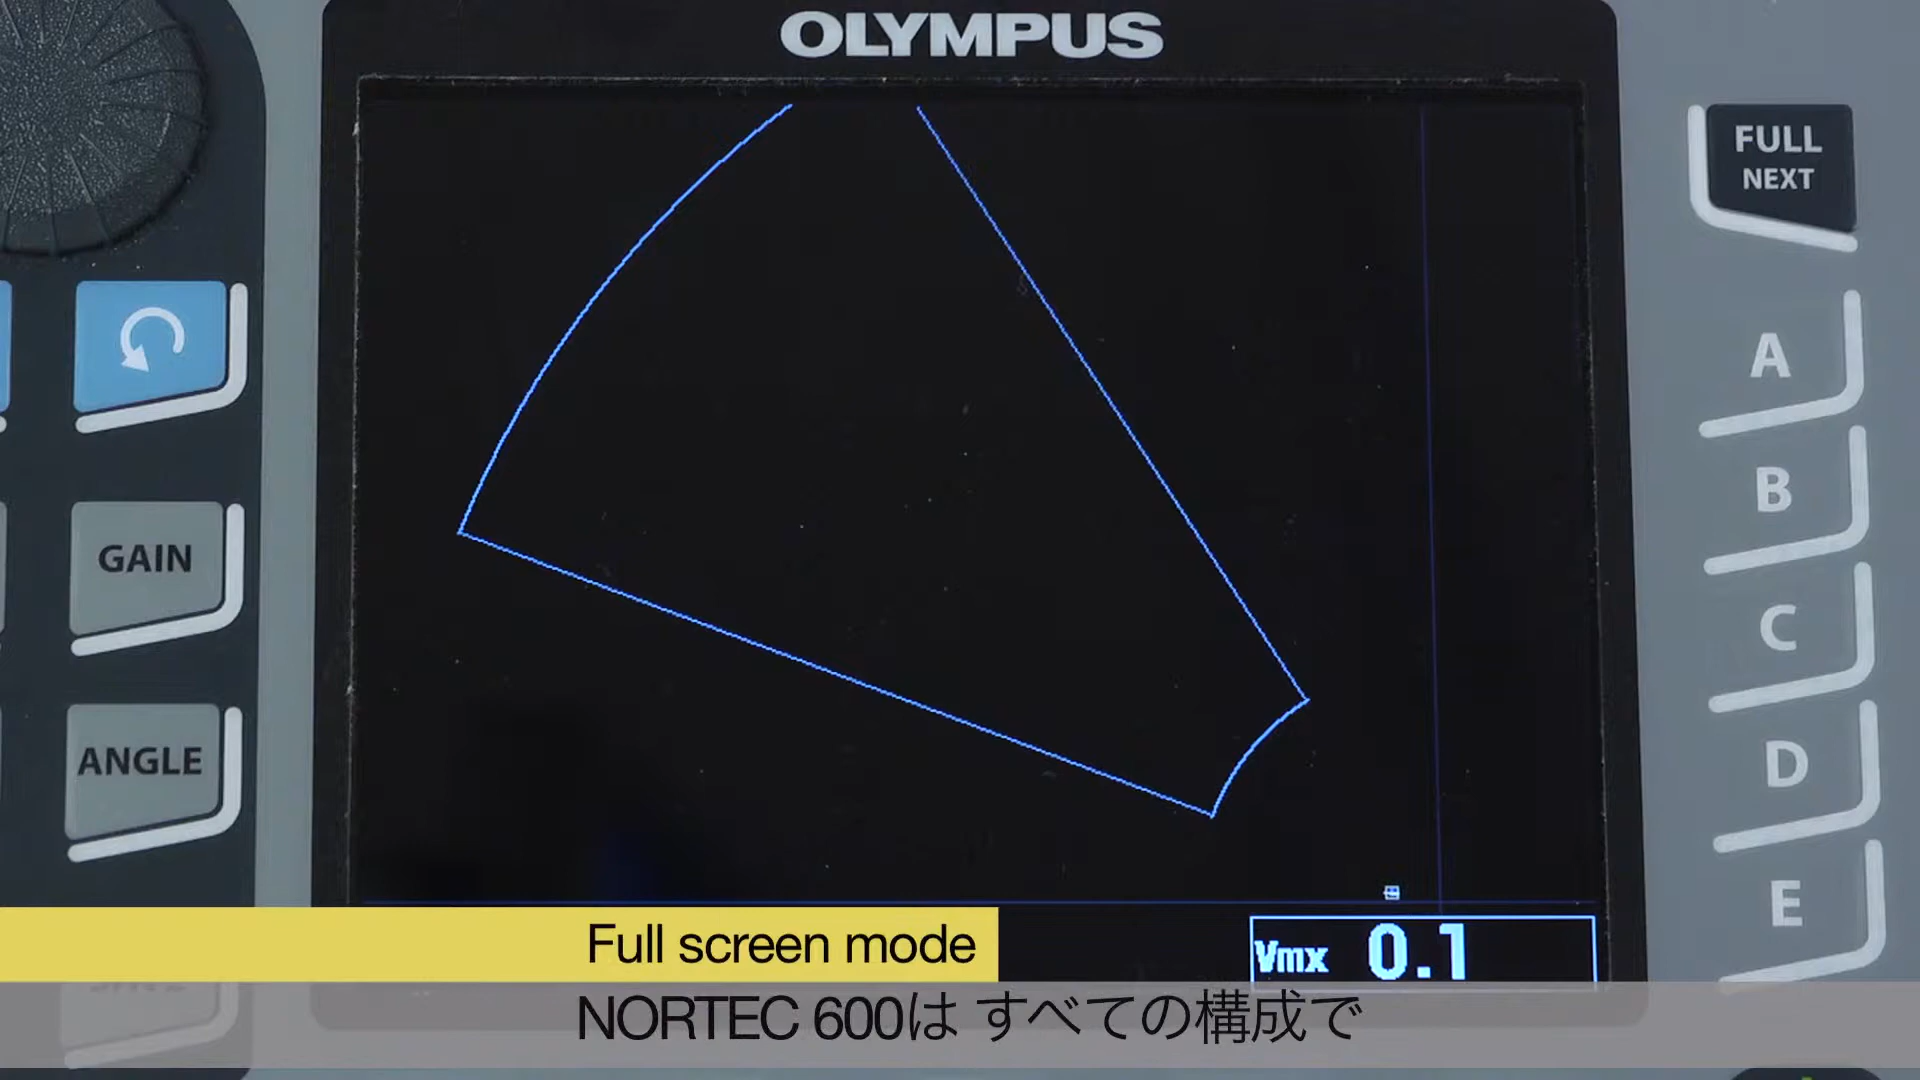 OLYMPUS
FULL
NEXT
A
B
GAIN
C
ANGLE
D
E
Full screen mode
Vmx 0.1
NORTEC 600は すべての構成で